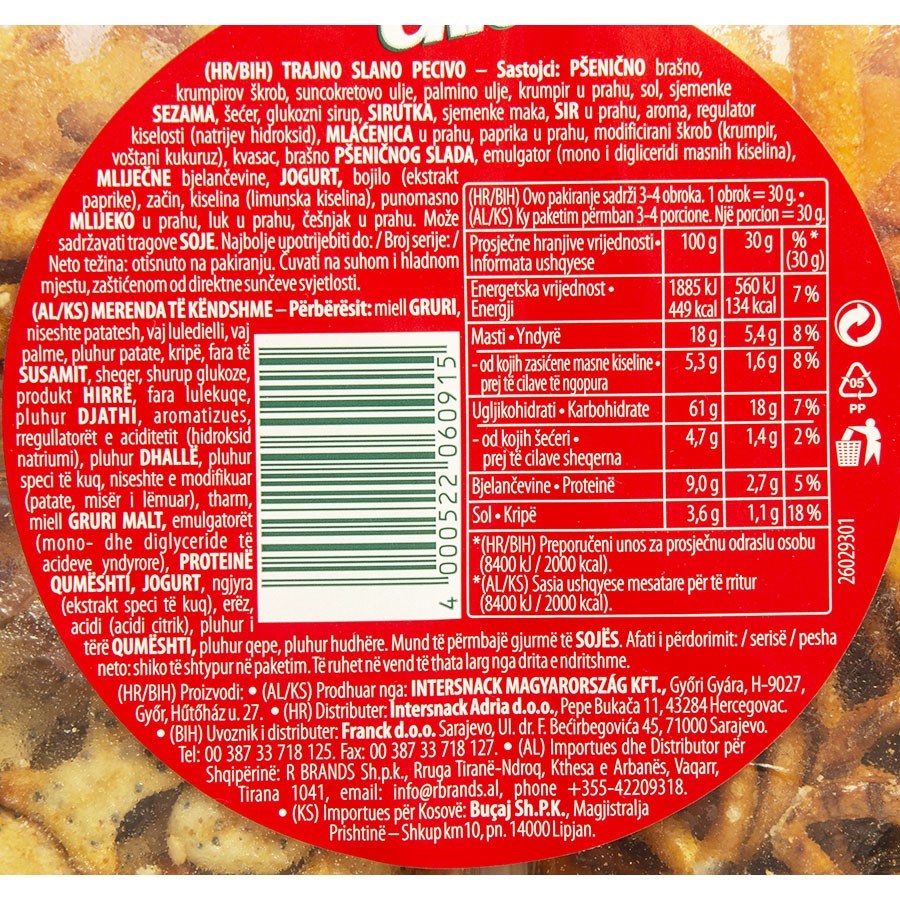 (HR/BIH) TRAJNO SLANO PECIVO – Sastojci: PŠENIČNO brašno,
krumpirov škrob, suncokretovo ulje, palmino ulje, krumpir u prahu, sol, sjemenke
SEZAMA, šećer, glukozni sirup, SIRUTKA, sjemenke maka, SIR u prahu, aroma, regulator
kiselosti (natrijev hidroksid), MLAĆENICA u prahu, paprika u prahu, modificirani škrob (krumpir,
voštani kukuruz), kvasac, brašno PŠENIČNOG SLADA, emulgator (mono i digliceridi masnih kiselina),
MLIJEČNE bjelančevine, JOGURT, bojilo (ekstrakt
paprike), začin, kiselina (limunska kiselina), punomasno
MLIJEKO u prahu, luk u prahu, češnjak u prahu. Može
sadržavati tragove SOJE. Najbolje upotrijebiti do: / Broj serije: /
Neto težina: otisnuto na pakiranju. Čuvati na suhom i hladnom
mjestu, zaštićenom od direktne sunčeve svjetlosti.
(AL/KS) MERENDA TË KËNDSHME – Përbërësit: miell GRURI,
niseshte patatesh, vaj luledielli, vaj
palme, pluhur patate, kripë, fara të
SUSAMIT, sheqer, shurup glukoze,
produkt HIRRË, fara lulekuqe,
pluhur DJATHI, aromatizues,
rregullatorët e aciditetit (hidroksid
natriumi), pluhur DHALLË, pluhur
speci të kuq, niseshte e modifikuar
(patate, misër i lëmuar), tharm,
miell GRURI MALT, emulgatorët
(mono- dhe diglyceride të
acideve yndyrore), PROTEINË
QUMËSHTI, JOGURT, ngjyra
(ekstrakt speci të kuq), erëz,
acidi (acidi citrik), pluhur i
tërë QUMËSHTI, pluhur qepe, pluhur hudhëre. Mund të përmbajë gjurmë të SOJËS. Afati i përdorimit: / serisë / pesha
neto: shiko të shtypur në paketim. Të ruhet në vend të thata larg nga drita e ndritshme.
(HR/BIH) Ovo pakiranje sadrži 3-4 obroka. 1 obrok = 30 g. •
(AL/KS) Ky paketim përmban 3-4 porcione. Një porcion = 30 g.
Prosječne hranjive vrijednosti • 100 g 30 g %*
Informata ushqyese (30 g)
Energetska vrijednost • 1885 kJ 560 kJ 7 %
Energji 449 kcal 134 kcal
Masti • Yndyrë 18 g 5,4 g 8 %
- od kojih zasićene masne kiseline • 5,3 g 1,6 g 8 %
prej të cilave të ngopura
Ugljikohidrati • Karbohidrate 61 g 18 g 7 %
- od kojih šećeri • 4,7 g 1,4 g 2 %
prej të cilave sheqerna
Bjelančevine • Proteinë 9,0 g 2,7 g 5 %
Sol • Kripë 3,6 g 1,1 g 18 %
*(HR/BIH) Preporučeni unos za prosječnu odraslu osobu
(8400 kJ / 2000 kcal).
*(AL/KS) Sasia ushqyese mesatare për të rritur
(8400 kJ / 2000 kcal).
4 000522 060915
05
PP
26029301
(HR/BIH) Proizvodi: • (AL/KS) Prodhuar nga: INTERSNACK MAGYARORSZÁG KFT., Győri Gyára, H-9027,
Győr, Hűtőház u. 27. • (HR) Distributer: Intersnack Adria d.o.o., Pepe Bukača 11, 43284 Hercegovac.
• (BIH) Uvoznik i distributer: Franck d.o.o. Sarajevo, Ul. dr. F. Bećirbegovića 45, 71000 Sarajevo.
Tel: 00 387 33 718 125. Fax: 00 387 33 718 127. • (AL) Importues dhe Distributor për
Shqipërinë: R BRANDS Sh.p.k., Rruga Tiranë-Ndroq, Kthesa e Arbanës, Vaqarr,
Tirana 1041, email: info@rbrands.al, phone +355-42209318.
• (KS) Importues për Kosovë: Buçaj Sh.P.K., Magjistralja
Prishtinë – Shkup km10, pn. 14000 Lipjan.